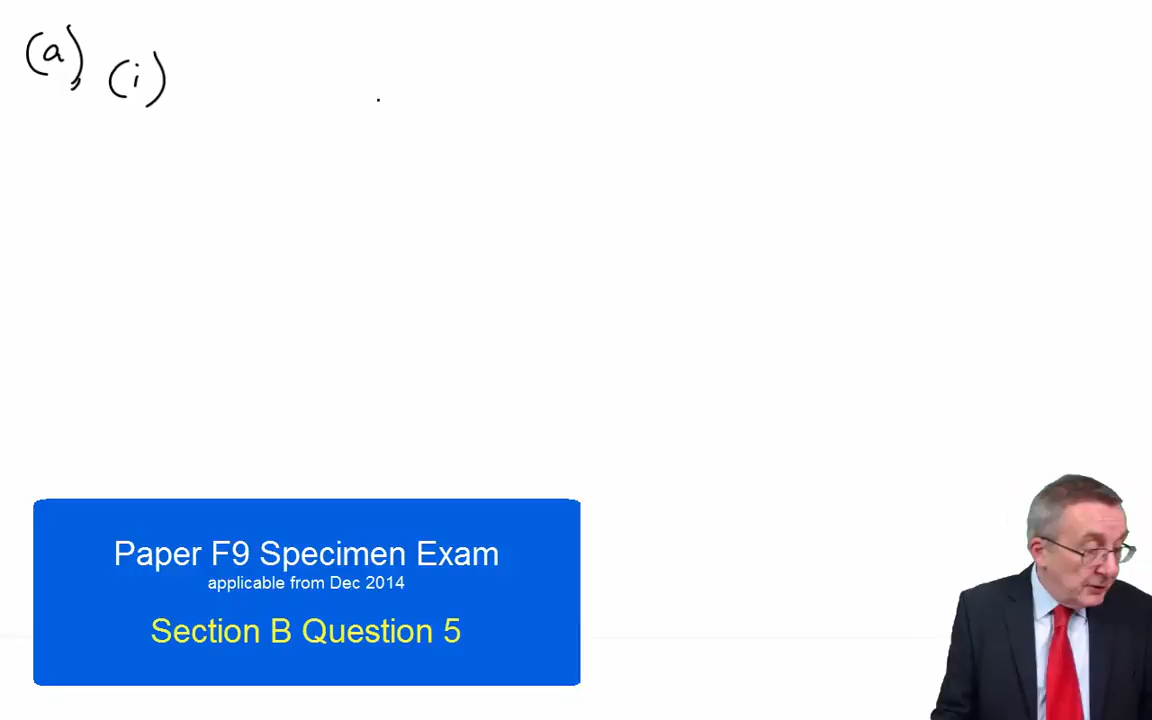 (a), (i)
Paper F9 Specimen Exam
applicable from Dec 2014
Section B Question 5